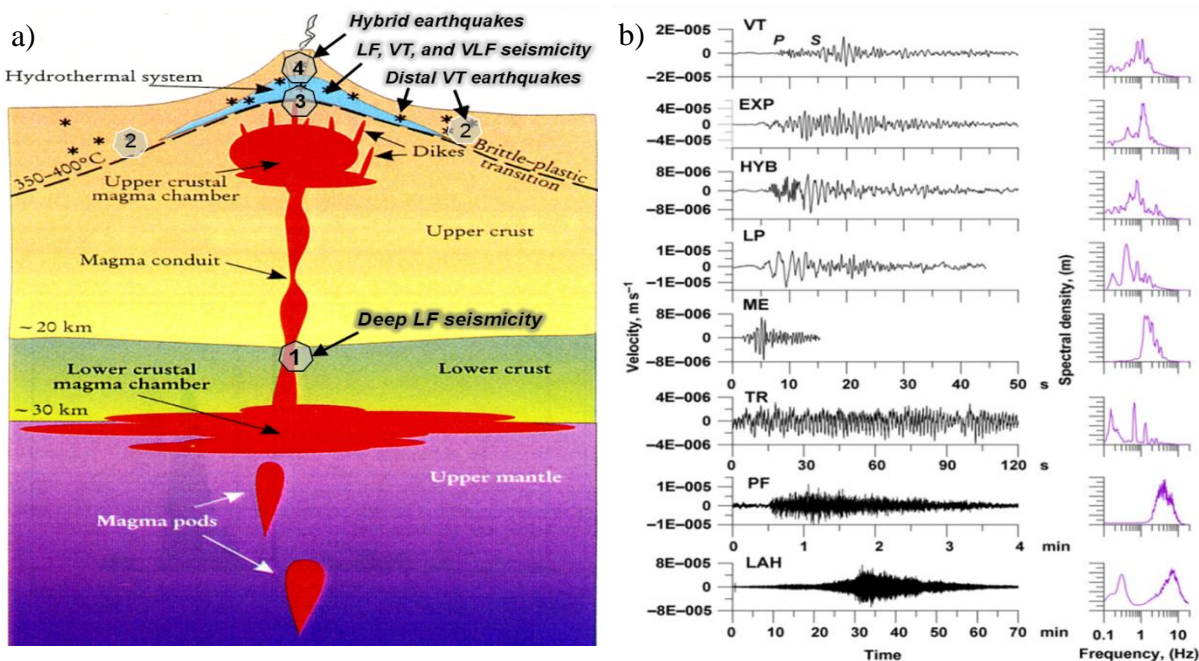 a)
Hybrid earthquakes
LF, VT, and VLF seismicity
Distal VT earthquakes
Hydrothermal system
4
3
2
2
350–400°C
Dikes
Brittle–plastic
transition
Upper crustal
magma chamber
Upper crust
Magma conduit
~ 20 km
Deep LF seismicity
1
Lower crustal
magma chamber
Lower crust
~ 30 km
Upper mantle
Magma pods
b)
VT
2E–005
P S
0
–2E–005
EXP
4E–005
0
–4E–005
HYB
8E–006
0
–8E–006
LP
1E–005
0
–1E–005
ME
8E–006
0
–8E–006
0 10 20 30 40 50 s
TR
4E–006
0
–4E–006
0 30 60 90 120 s
PF
1E–005
0
–1E–005
0 1 2 3 4 min
LAH
8E–005
0
–8E–005
0 10 20 30 40 50 60 70 min
Time
Velocity, m s⁻¹
Spectral density, (m)
0.1 1 10
Frequency, (Hz)